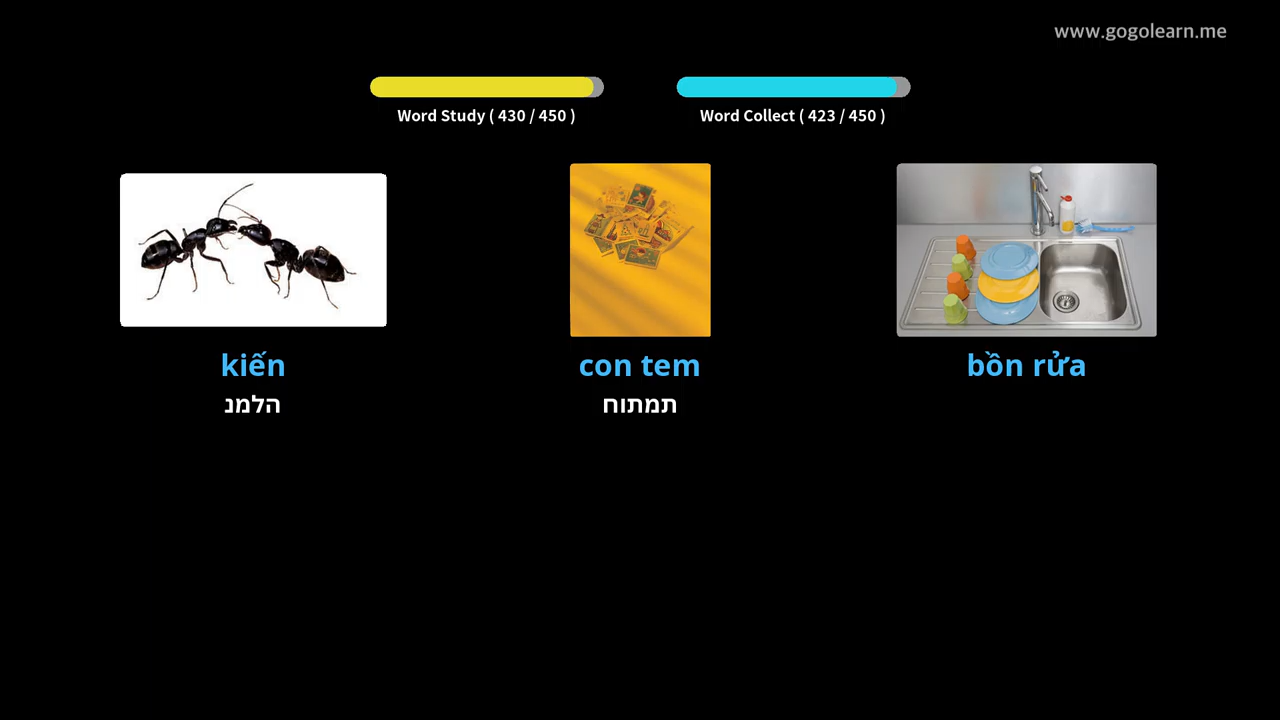 www.gogolearn.me
Word Study ( 430 / 450 )
Word Collect ( 423 / 450 )
kiến
con tem
bồn rửa
הלמנ
תמתוח